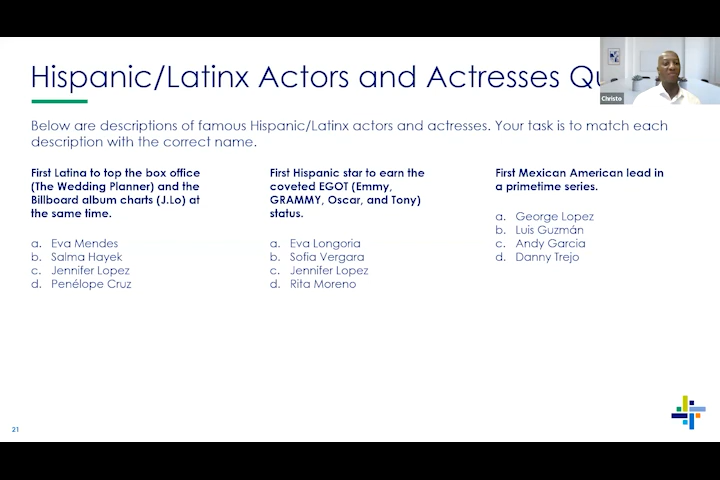 Hispanic/Latinx Actors and Actresses
Christo
Below are descriptions of famous Hispanic/Latinx actors and actresses. Your task is to match each
description with the correct name.
First Latina to top the box office
(The Wedding Planner) and the
Billboard album charts (J.Lo) at
the same time.
a. Eva Mendes
b. Salma Hayek
c. Jennifer Lopez
d. Penélope Cruz
First Hispanic star to earn the
coveted EGOT (Emmy,
GRAMMY, Oscar, and Tony)
status.
a. Eva Longoria
b. Sofia Vergara
c. Jennifer Lopez
d. Rita Moreno
First Mexican American lead in
a primetime series.
a. George Lopez
b. Luis Guzmán
c. Andy Garcia
d. Danny Trejo
21